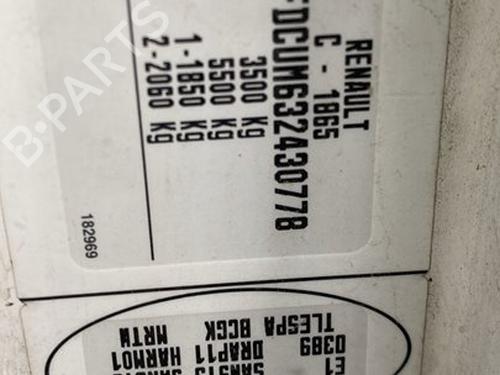 RENAULT
C - 1865
FDCUM632430778
3500 kg
5500 kg
1-1850 kg
2-2060 kg
182969
B-PARTS
E1
0389
TLESPA BCGK
DRAP11 HARM01
MRTW